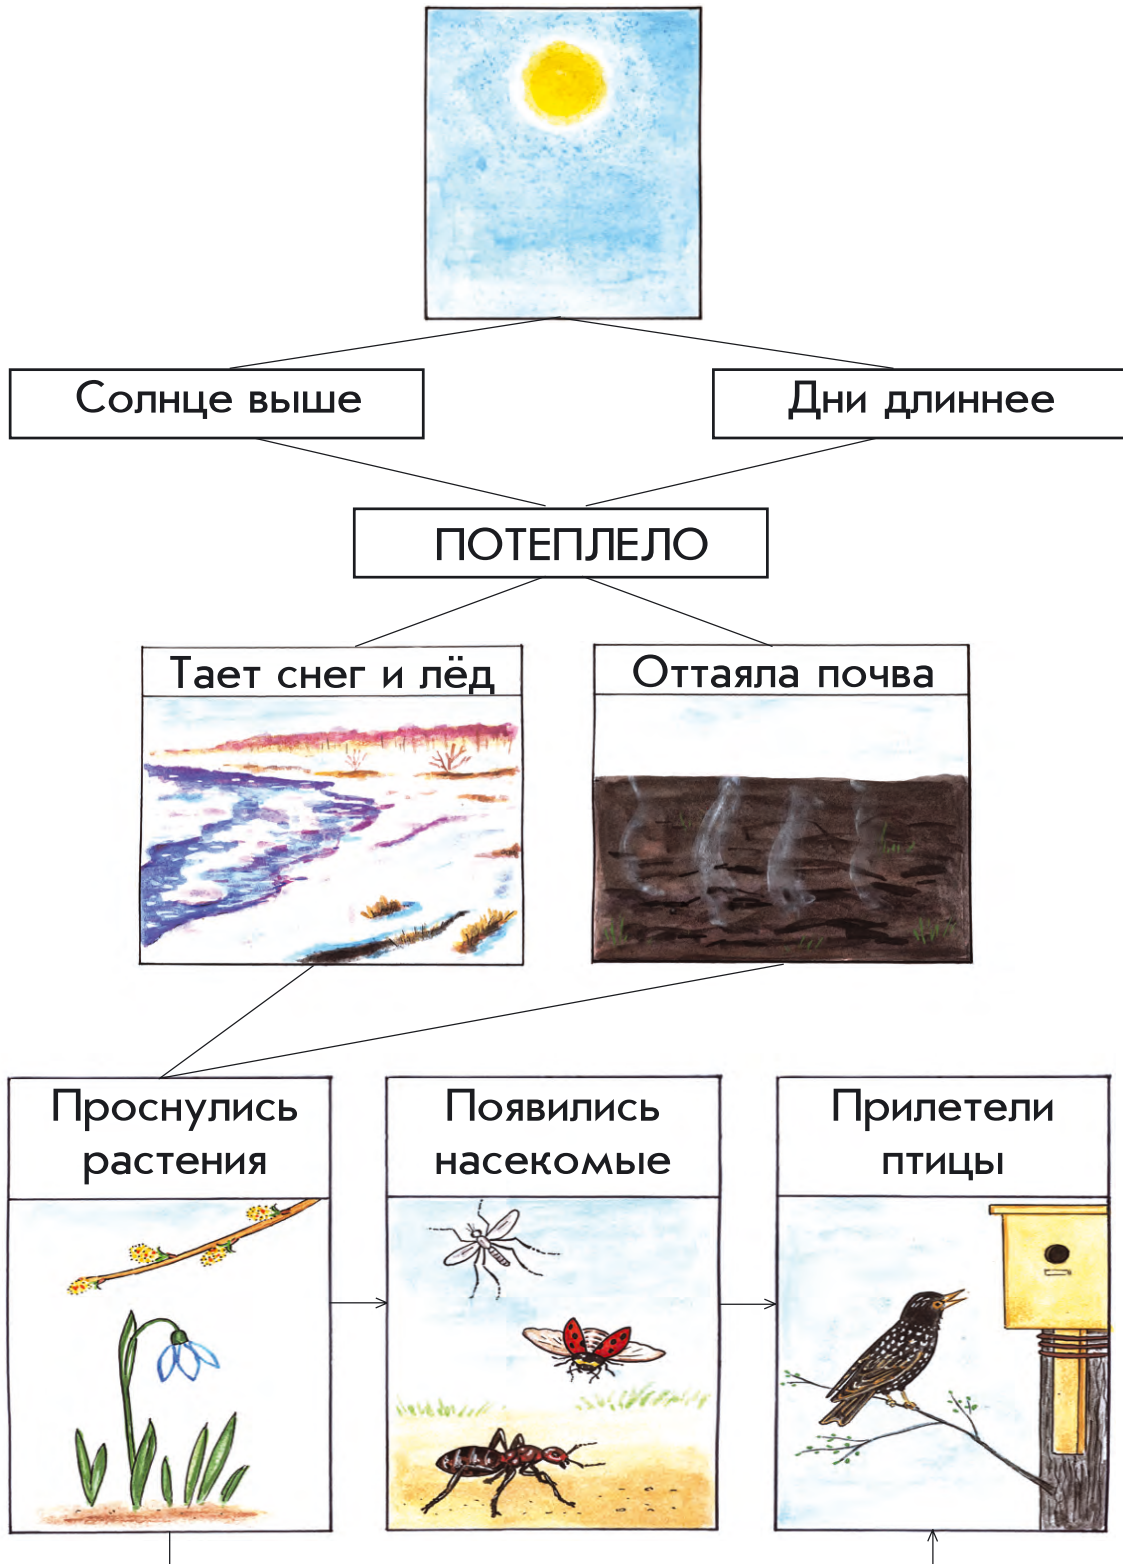 Солнце выше
Дни длиннее
ПОТЕПЛЕЛО
Тает снег и лёд
Оттаяла почва
Проснулись
растения
Появились
насекомые
Прилетели
птицы